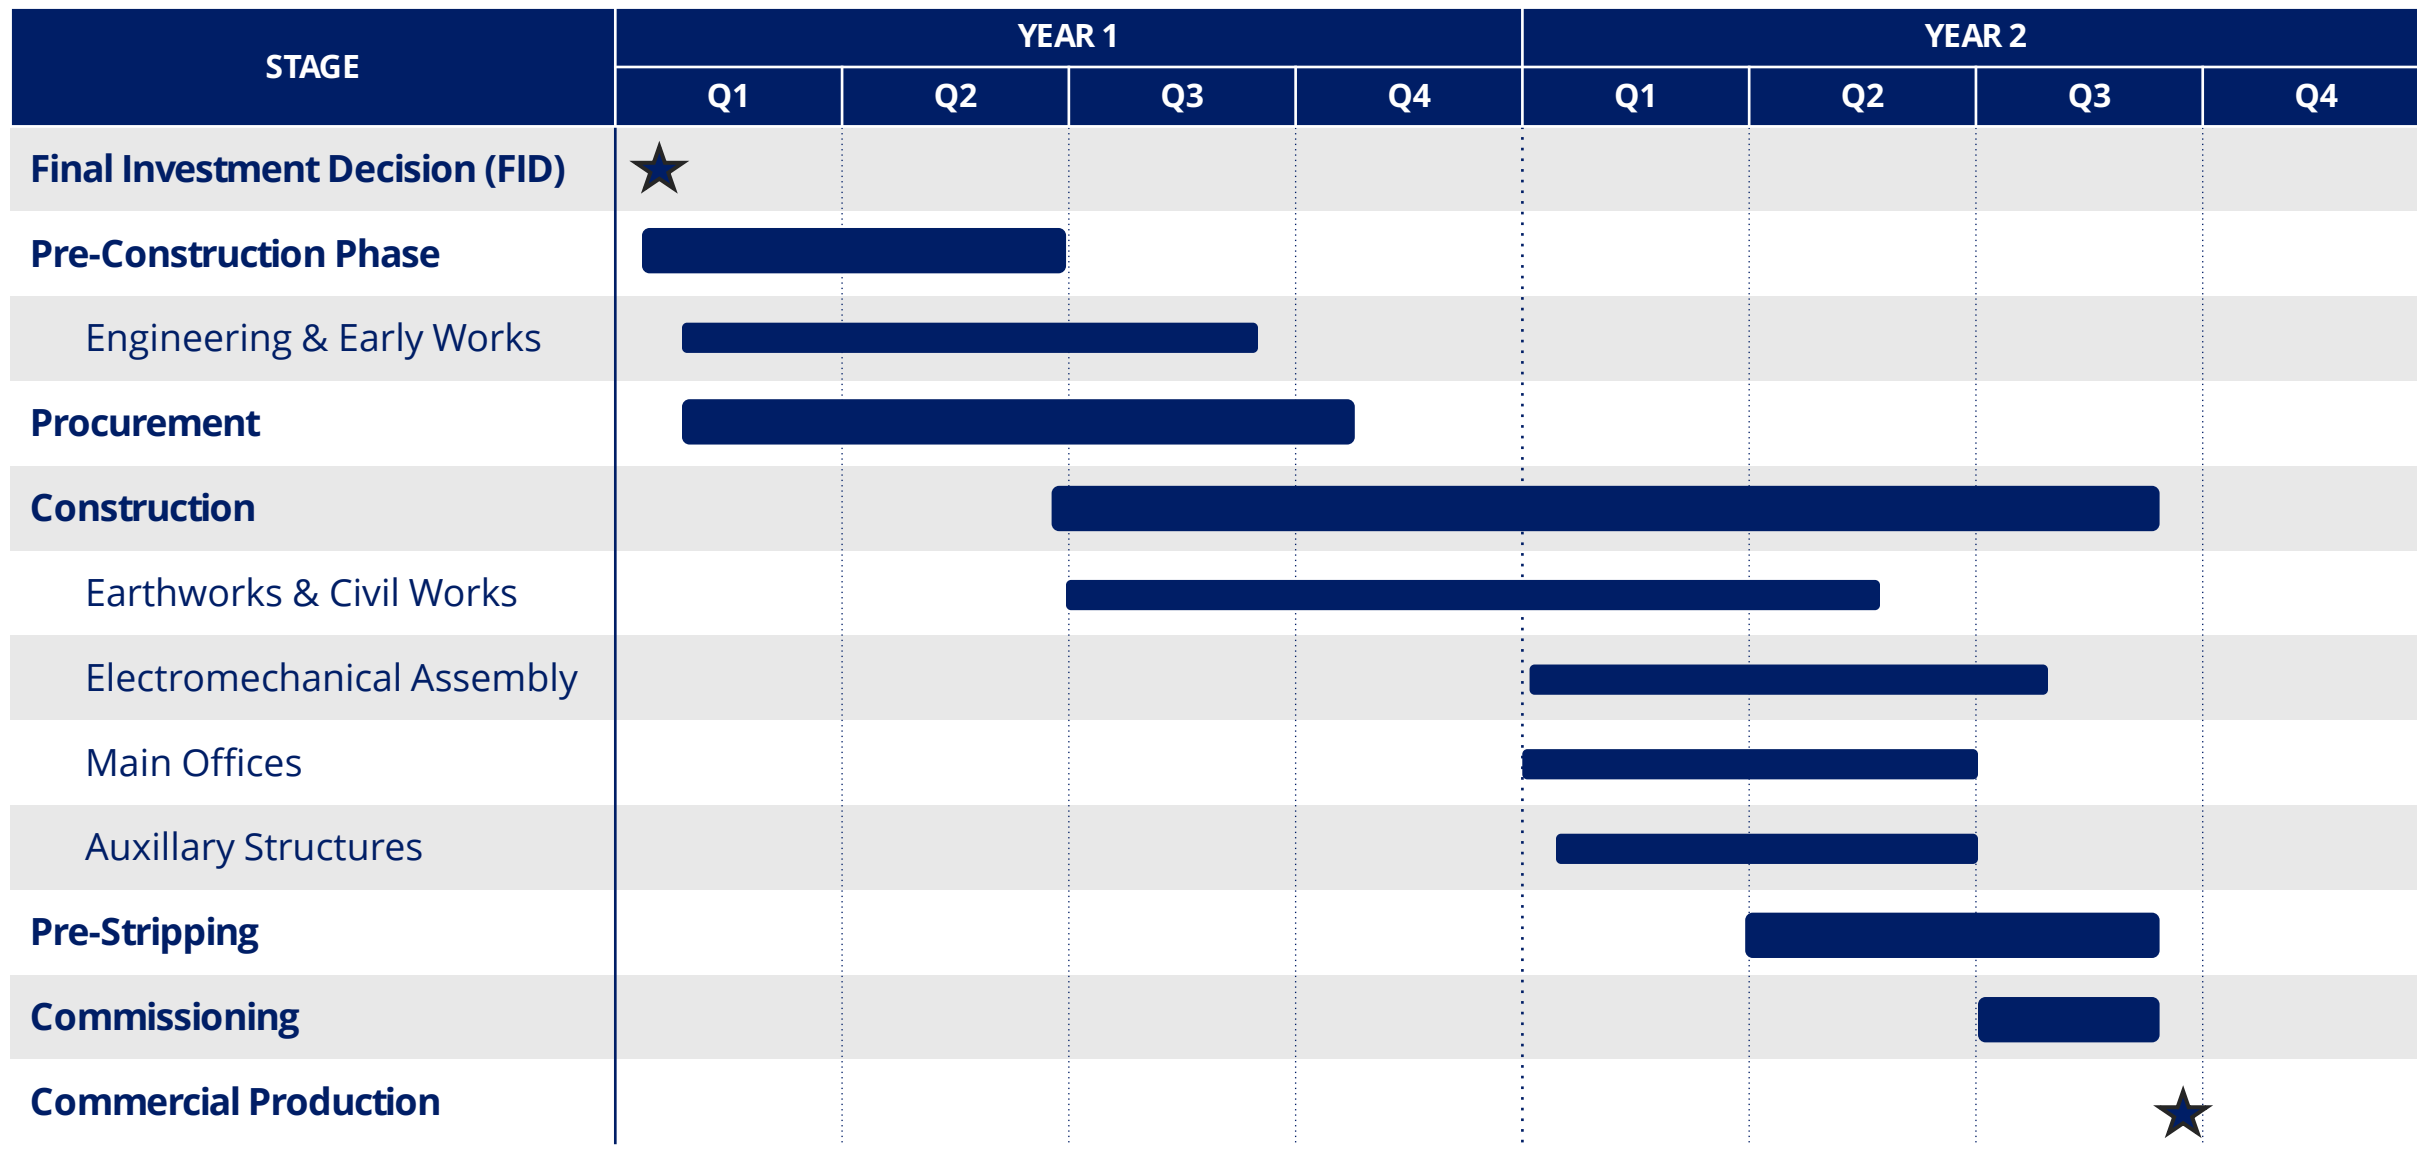 STAGE
YEAR 1
YEAR 2
Q1 Q2 Q3 Q4 Q1 Q2 Q3 Q4
Final Investment Decision (FID)
Pre-Construction Phase
Engineering & Early Works
Procurement
Construction
Earthworks & Civil Works
Electromechanical Assembly
Main Offices
Auxillary Structures
Pre-Stripping
Commissioning
Commercial Production